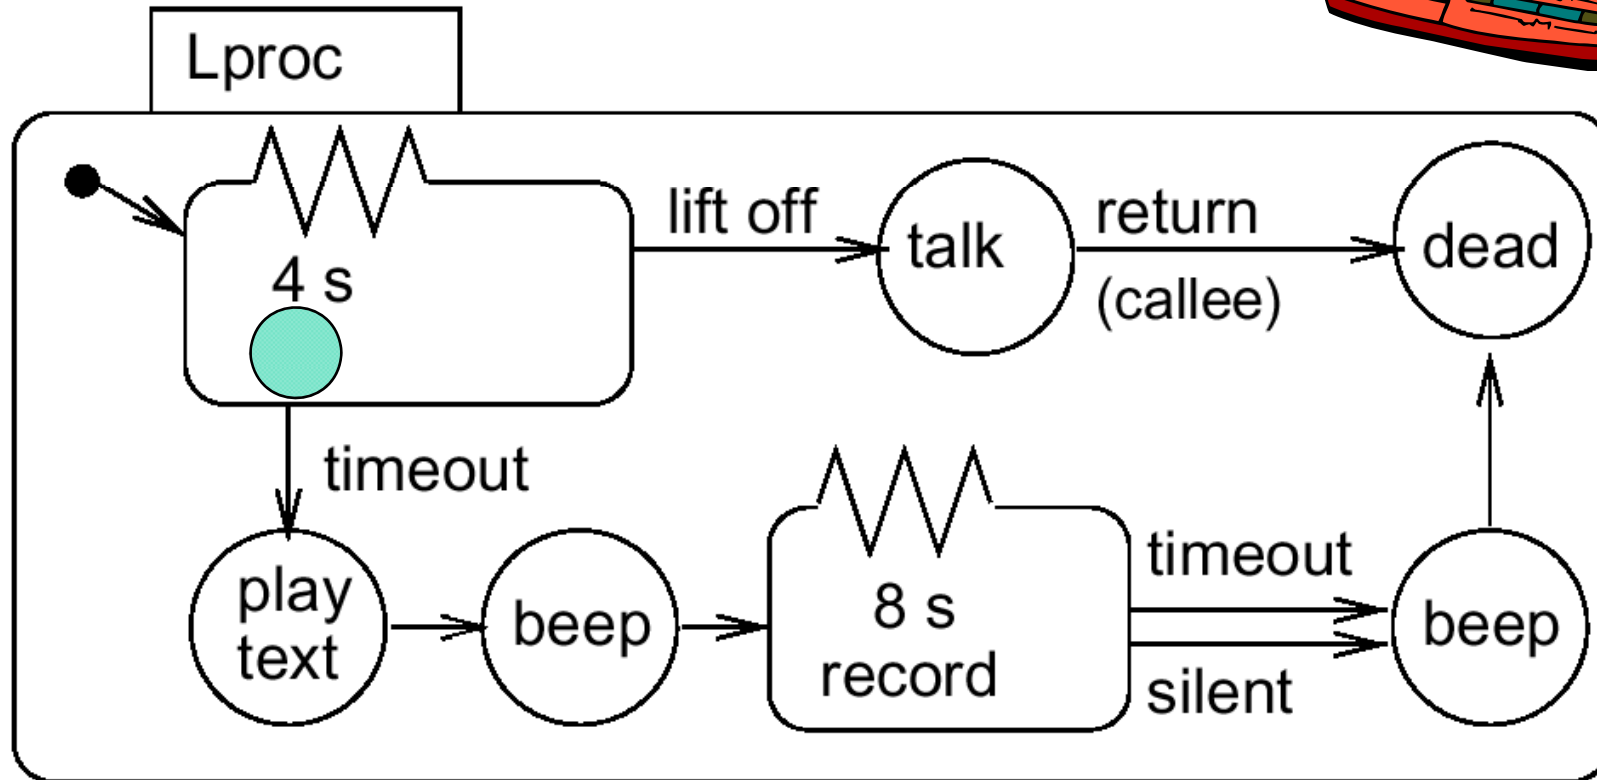 Lproc
4 s
lift off
talk
return
(callee)
dead
timeout
play
text
beep
8 s
record
timeout
silent
beep